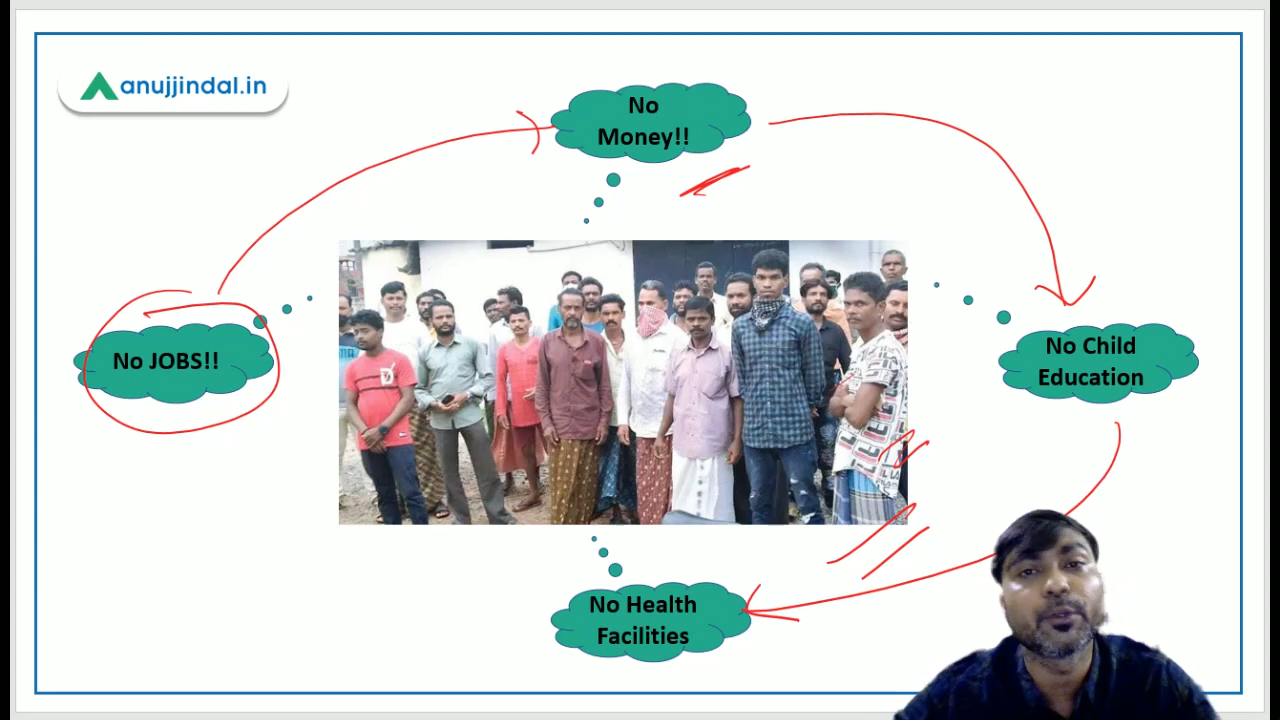 anujjindal.in
No
Money!!
No JOBS!!
No Child
Education
No Health
Facilities